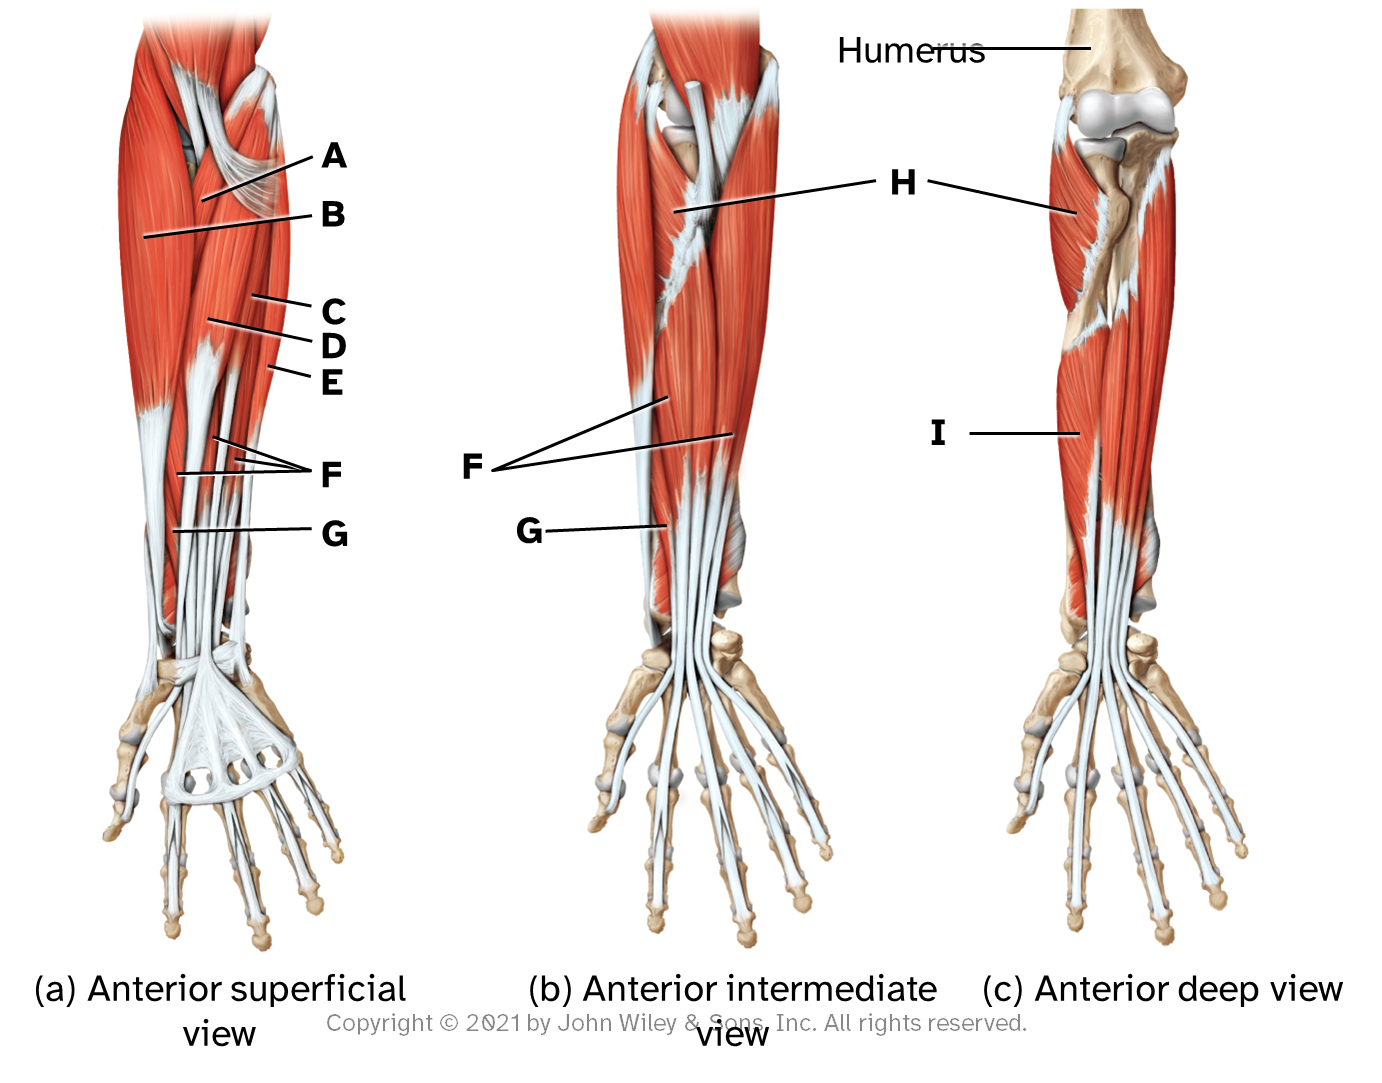 Humerus
A
B
C
D
E
F
G
F
G
H
I
(a) Anterior superficial
view
(b) Anterior intermediate
view
(c) Anterior deep view
Copyright © 2021 by John Wiley & Sons, Inc. All rights reserved.